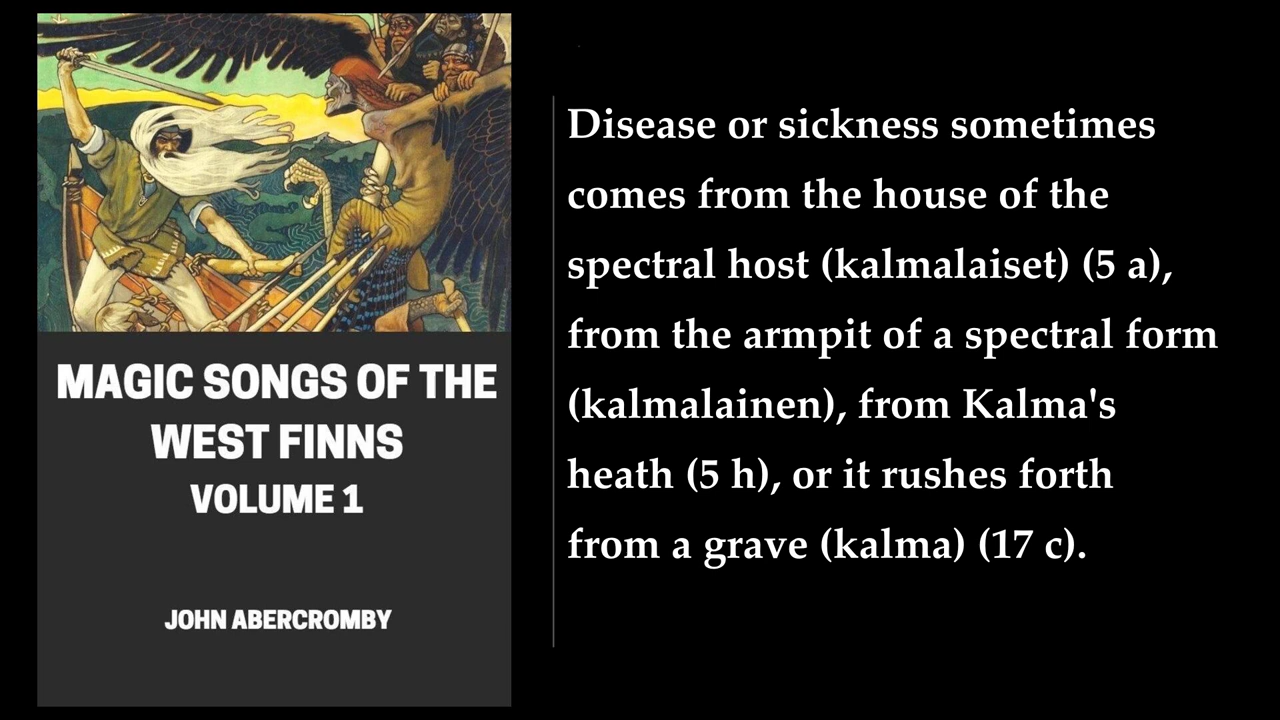 MAGIC SONGS OF THE
WEST FINNS
VOLUME 1
JOHN ABERCROMBY
Disease or sickness sometimes
comes from the house of the
spectral host (kalmalaiset) (5 a),
from the armpit of a spectral form
(kalmalainen), from Kalma's
heath (5 h), or it rushes forth
from a grave (kalma) (17 c).